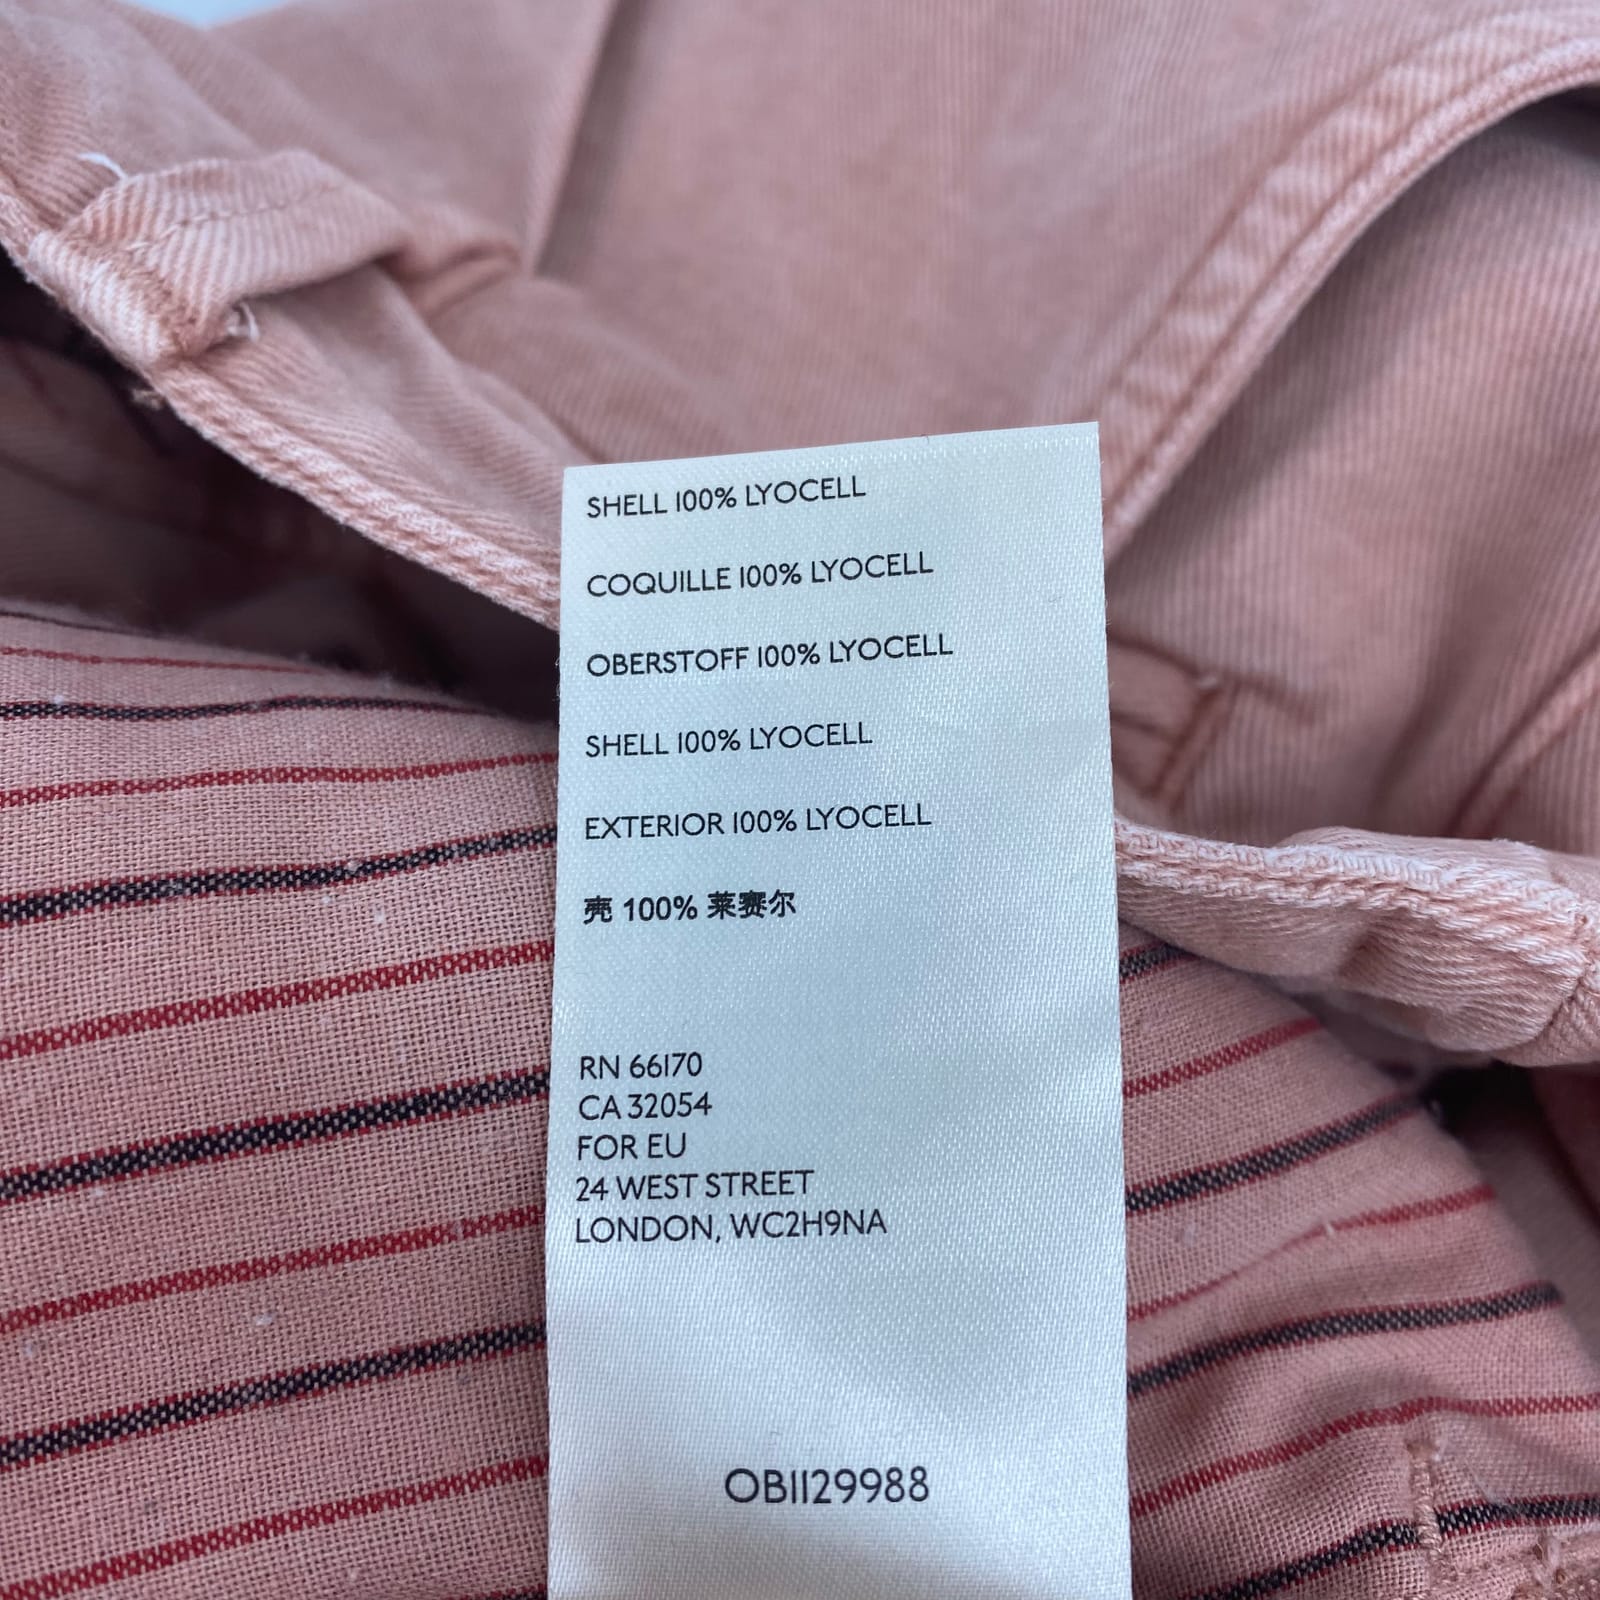 SHELL 100% LYOCELL
COQUILLE 100% LYOCELL
OBERSTOFF 100% LYOCELL
SHELL 100% LYOCELL
EXTERIOR 100% LYOCELL
壳 100% 莱赛尔
RN 66170
CA 32054
FOR EU
24 WEST STREET
LONDON, WC2H9NA
OB1129988